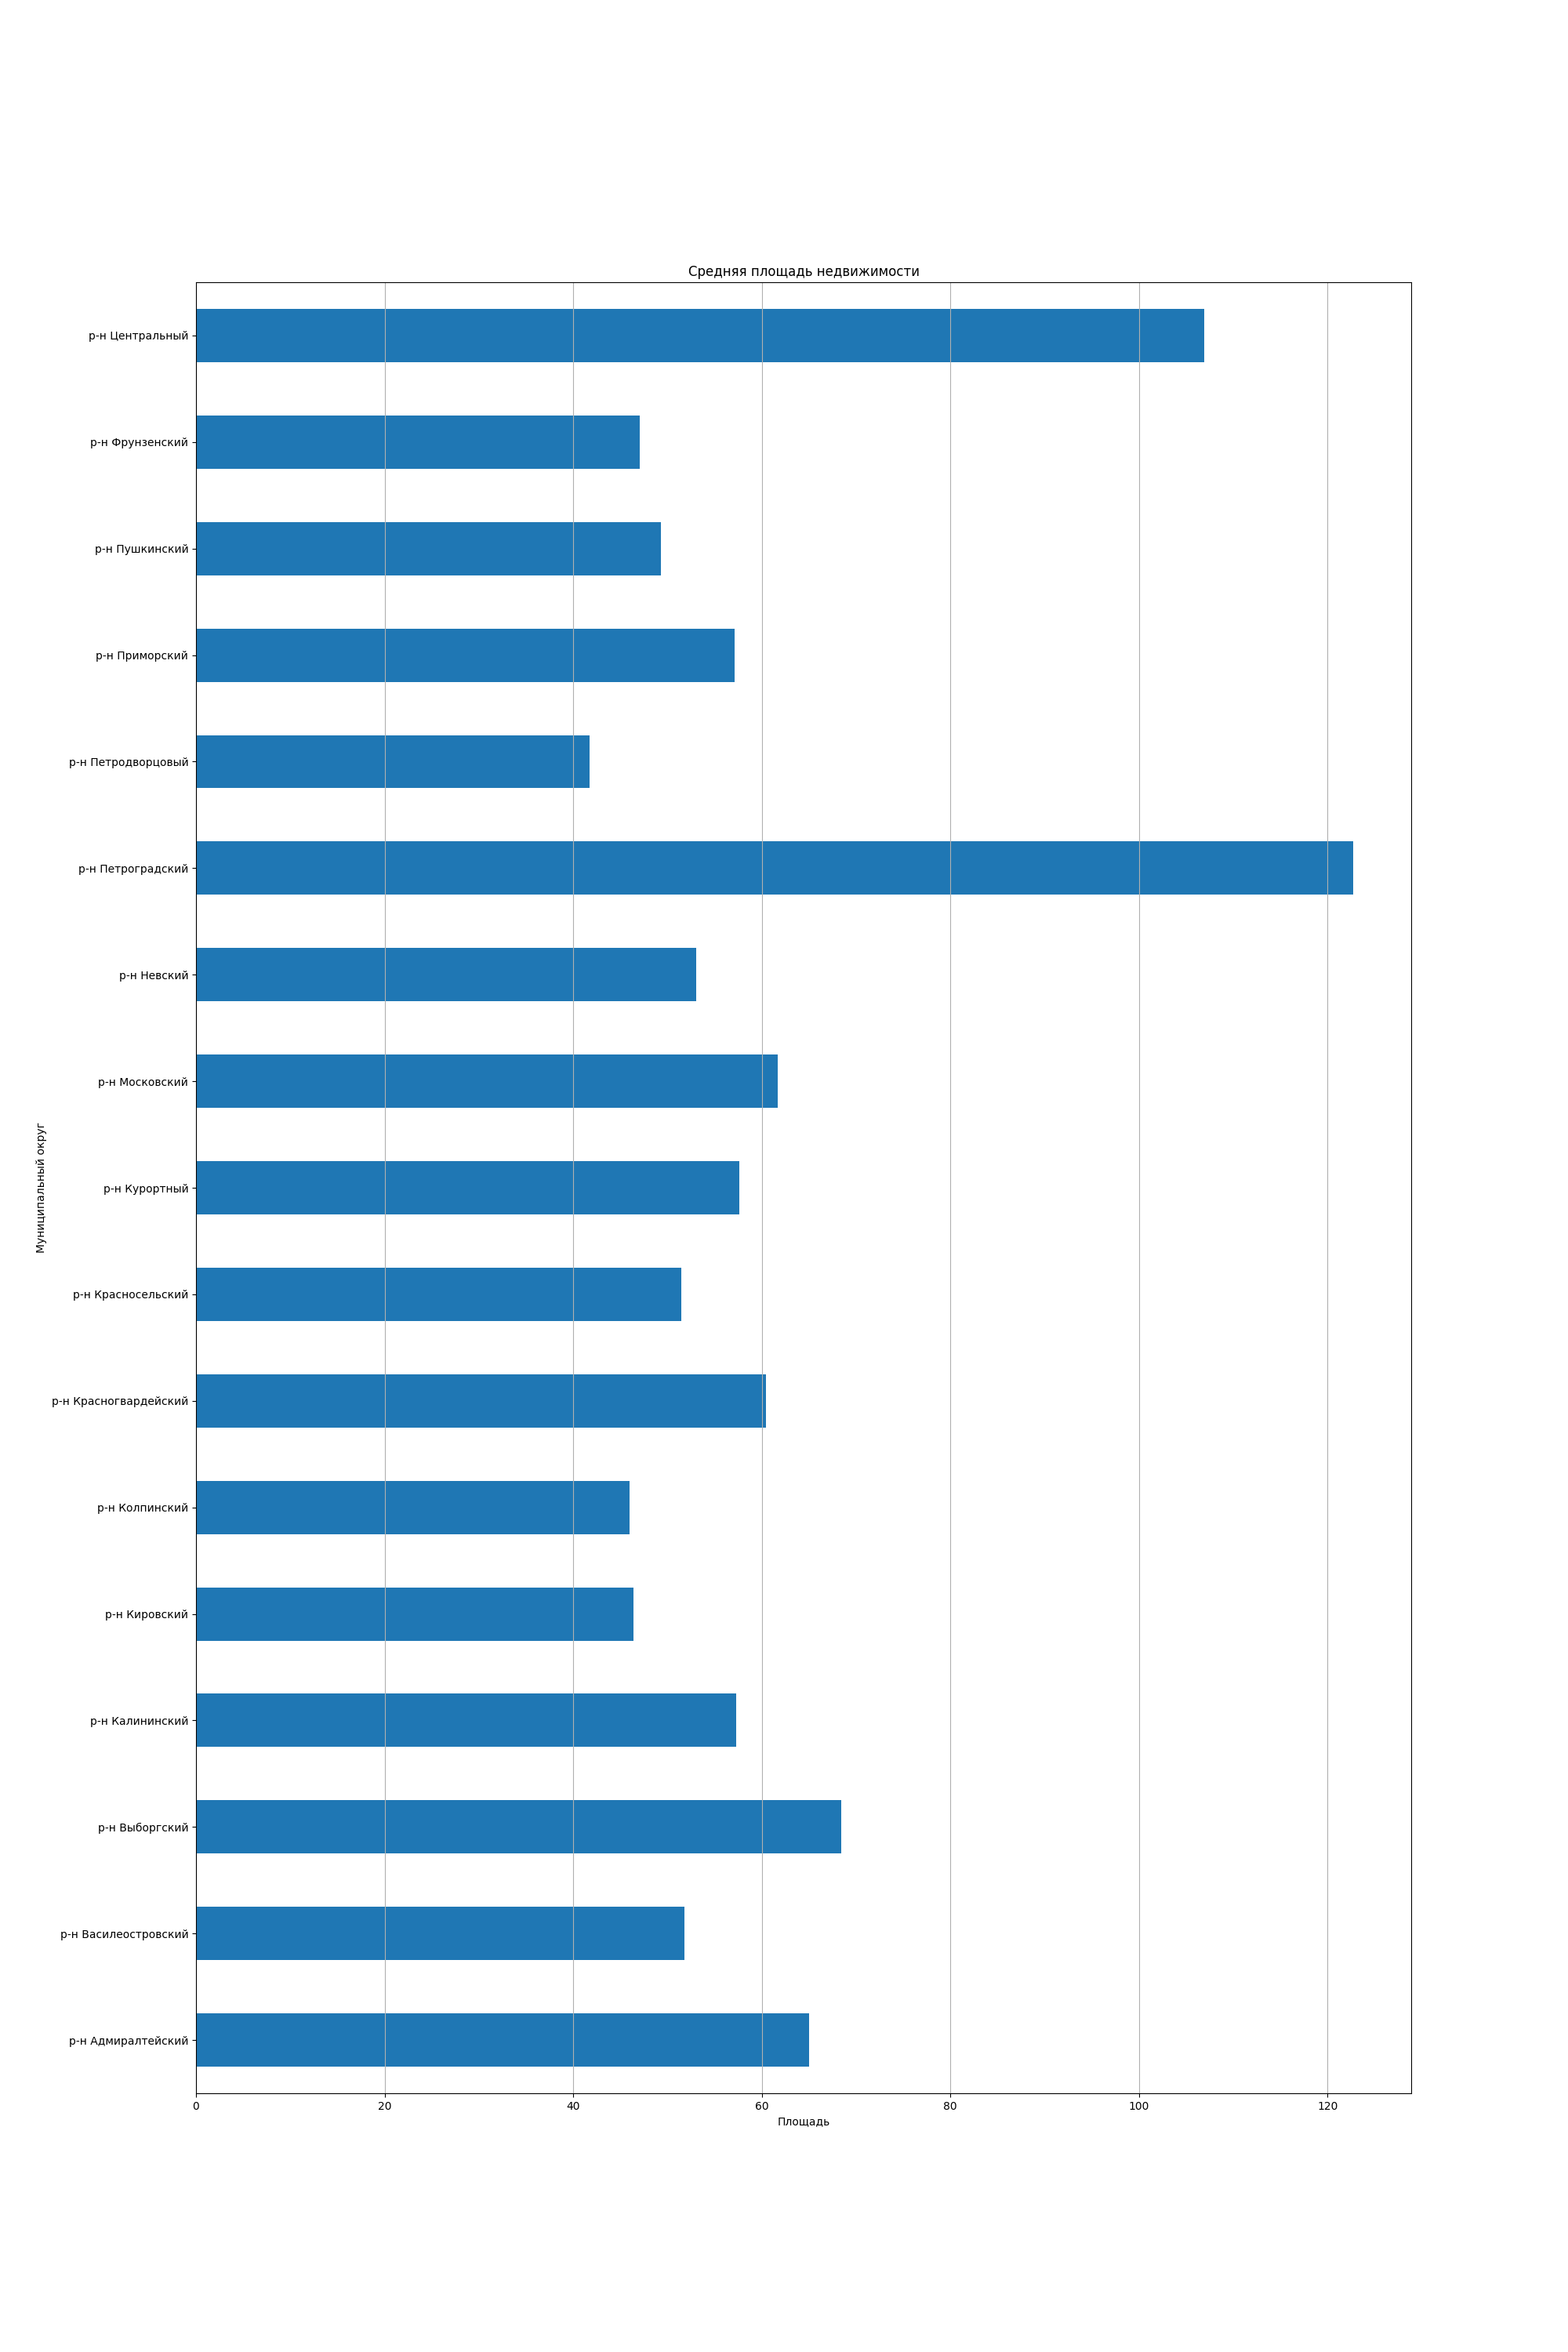 Средняя площадь недвижимости
р-н Центральный
р-н Фрунзенский
р-н Пушкинский
р-н Приморский
р-н Петродворцовый
р-н Петроградский
р-н Невский
р-н Московский
р-н Курортный
р-н Красносельский
р-н Красногвардейский
р-н Колпинский
р-н Кировский
р-н Калининский
р-н Выборгский
р-н Василеостровский
р-н Адмиралтейский
Муниципальный округ
0 20 40 60 80 100 120
Площадь